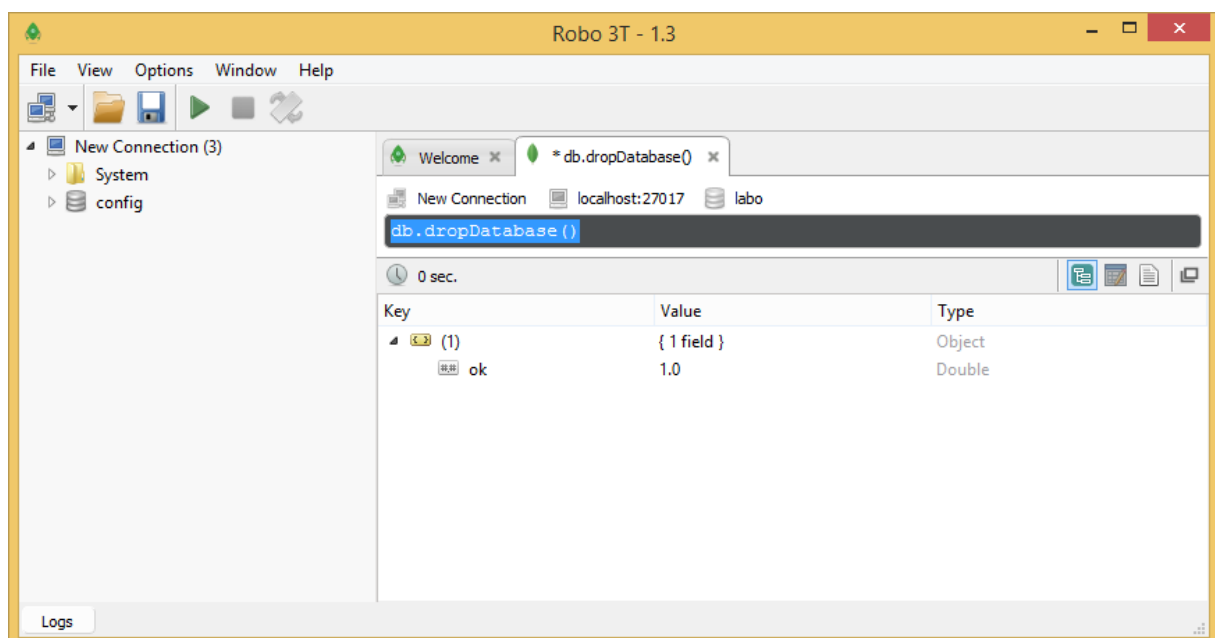 Robo 3T - 1.3
File View Options Window Help
New Connection (3)
System
config
Welcome * db.dropDatabase()
New Connection localhost:27017 labo
db.dropDatabase()
0 sec.
Key Value Type
(1) { 1 field } Object
ok 1.0 Double
Logs